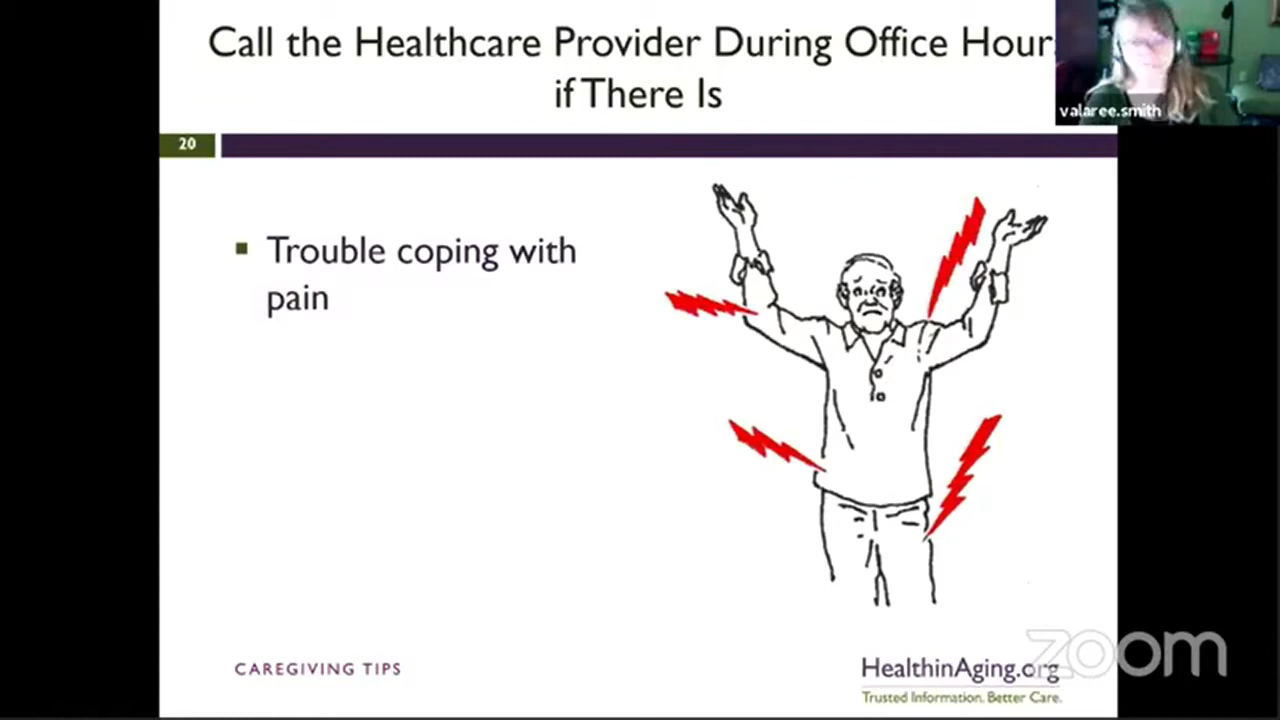 Call the Healthcare Provider During Office Hour
if There Is
valaree.smith
20
Trouble coping with
pain
CAREGIVING TIPS
HealthinAging.org
Trusted Information. Better Care.
zoom